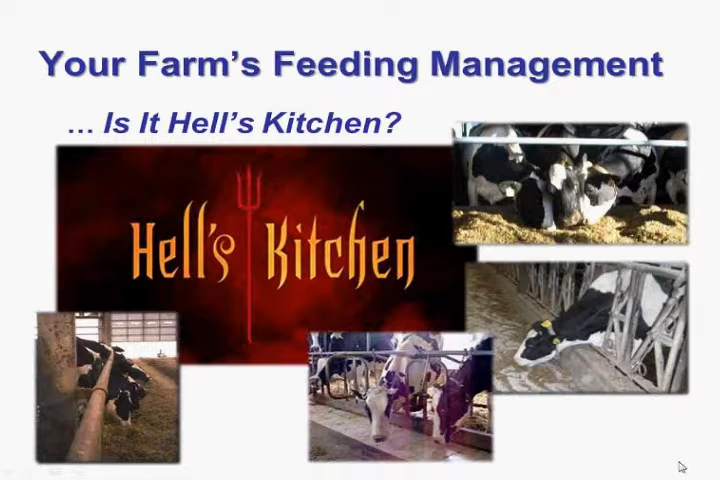 Your Farm's Feeding Management
... Is It Hell's Kitchen?
Hell's Kitchen